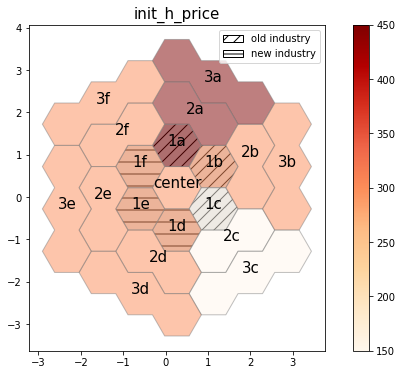 init_h_price
old industry
new industry
3a
3f
2a
2f
1a
1f
1b
2b
3b
center
2e
3e
1e
1c
1d
2c
2d
3c
3d
4
3
2
1
0
−1
−2
−3
−3
−2
−1
0
1
2
3
450
400
350
300
250
200
150